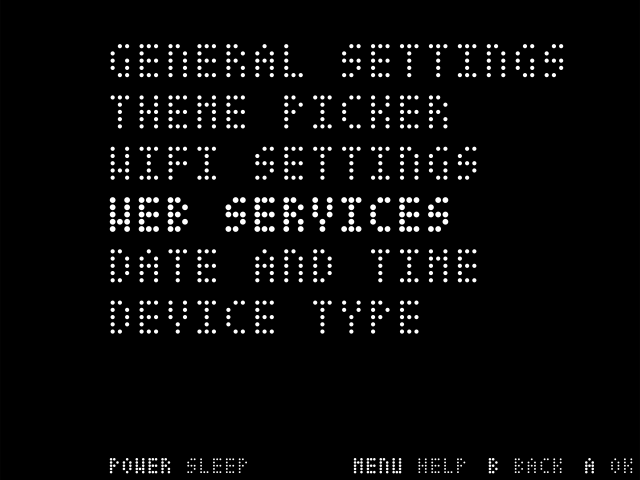 GENERAL SETTINGS
THEME PICKER
WIFI SETTINGS
WEB SERVICES
DATE AND TIME
DEVICE TYPE
POWER SLEEP MENU HELP B BACK A OK